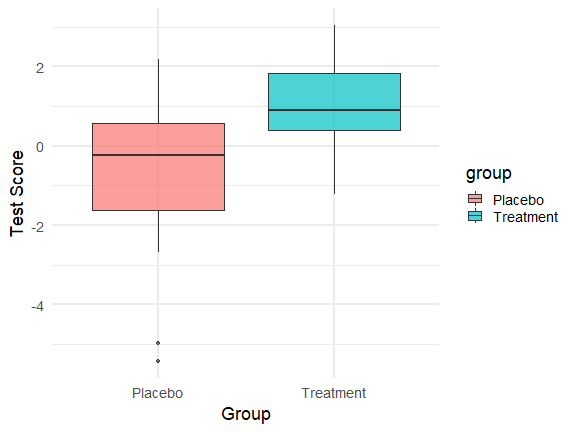 2
0
-2
-4
Test Score
Placebo
Treatment
Group
group
Placebo
Treatment